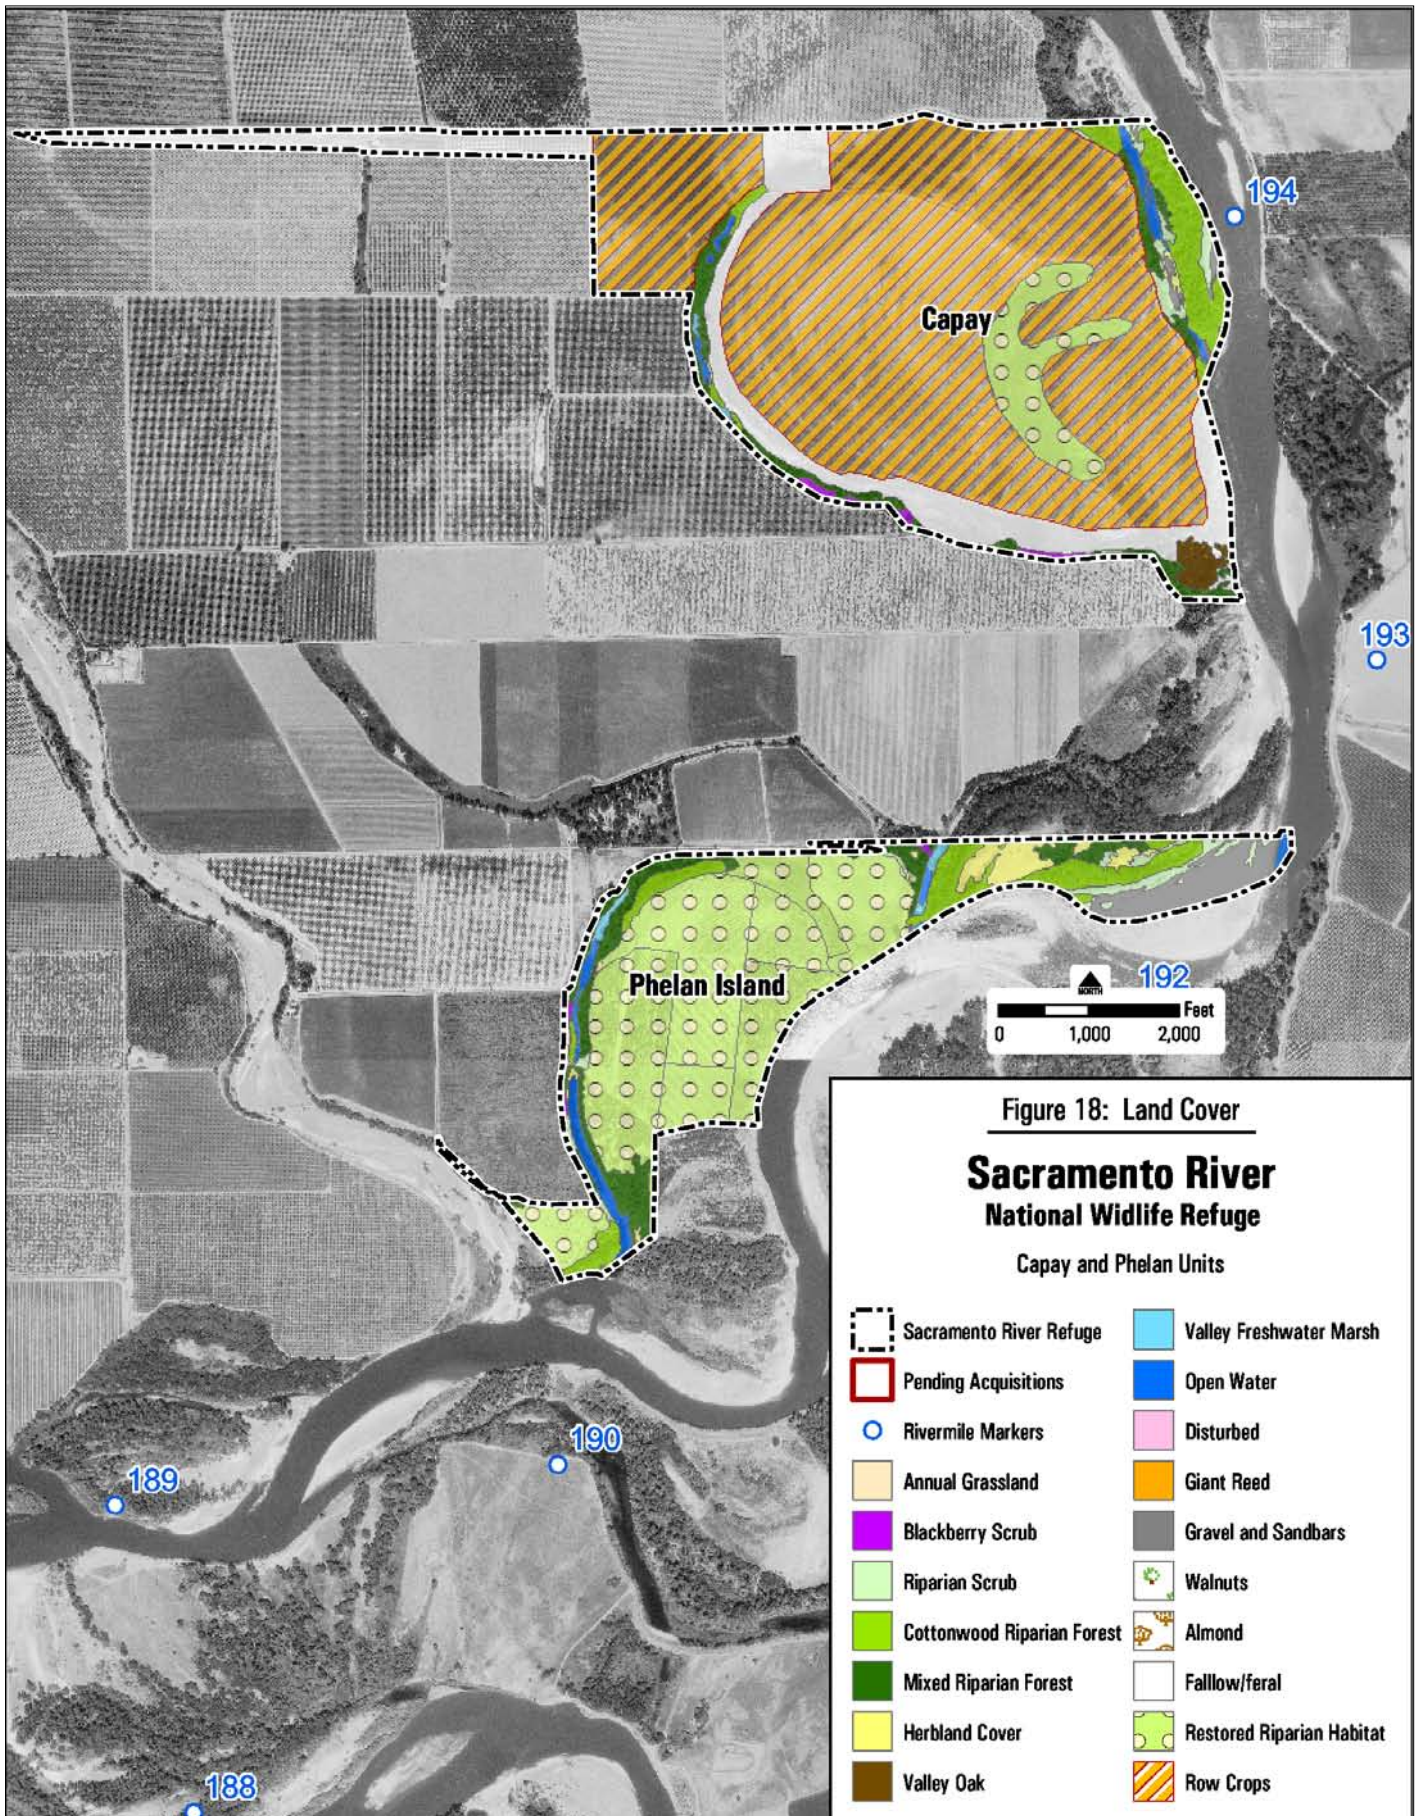 194
Capay
193
Phelan Island
192
NORTH
Feet
0 1,000 2,000
Figure 18: Land Cover
Sacramento River
National Widlife Refuge
Capay and Phelan Units
Sacramento River Refuge
Pending Acquisitions
Rivermile Markers
Annual Grassland
Blackberry Scrub
Riparian Scrub
Cottonwood Riparian Forest
Mixed Riparian Forest
Herbland Cover
Valley Oak
Valley Freshwater Marsh
Open Water
Disturbed
Giant Reed
Gravel and Sandbars
Walnuts
Almond
Falllow/feral
Restored Riparian Habitat
Row Crops
190
189
188